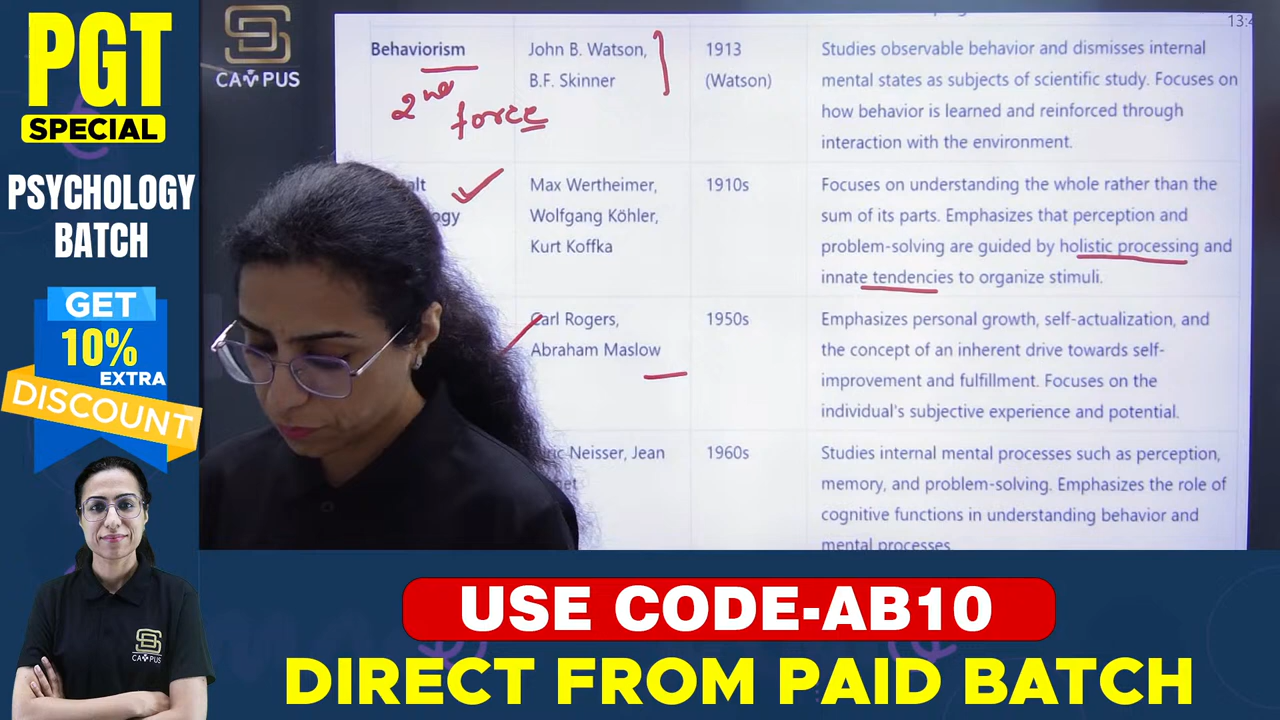 PGT
SPECIAL
PSYCHOLOGY
BATCH
GET
10%
EXTRA
DISCOUNT
CAMPUS
CAMPUS
13:4
Behaviorism
2nd force
John B. Watson,
B.F. Skinner
1913
(Watson)
Studies observable behavior and dismisses internal
mental states as subjects of scientific study. Focuses on
how behavior is learned and reinforced through
interaction with the environment.
Max Wertheimer,
Wolfgang Köhler,
Kurt Koffka
1910s
Focuses on understanding the whole rather than the
sum of its parts. Emphasizes that perception and
problem-solving are guided by holistic processing and
innate tendencies to organize stimuli.
Carl Rogers,
Abraham Maslow
1950s
Emphasizes personal growth, self-actualization, and
the concept of an inherent drive towards self-
improvement and fulfillment. Focuses on the
individual's subjective experience and potential.
Neisser, Jean
1960s
Studies internal mental processes such as perception,
memory, and problem-solving. Emphasizes the role of
cognitive functions in understanding behavior and
mental processes
USE CODE-AB10
DIRECT FROM PAID BATCH